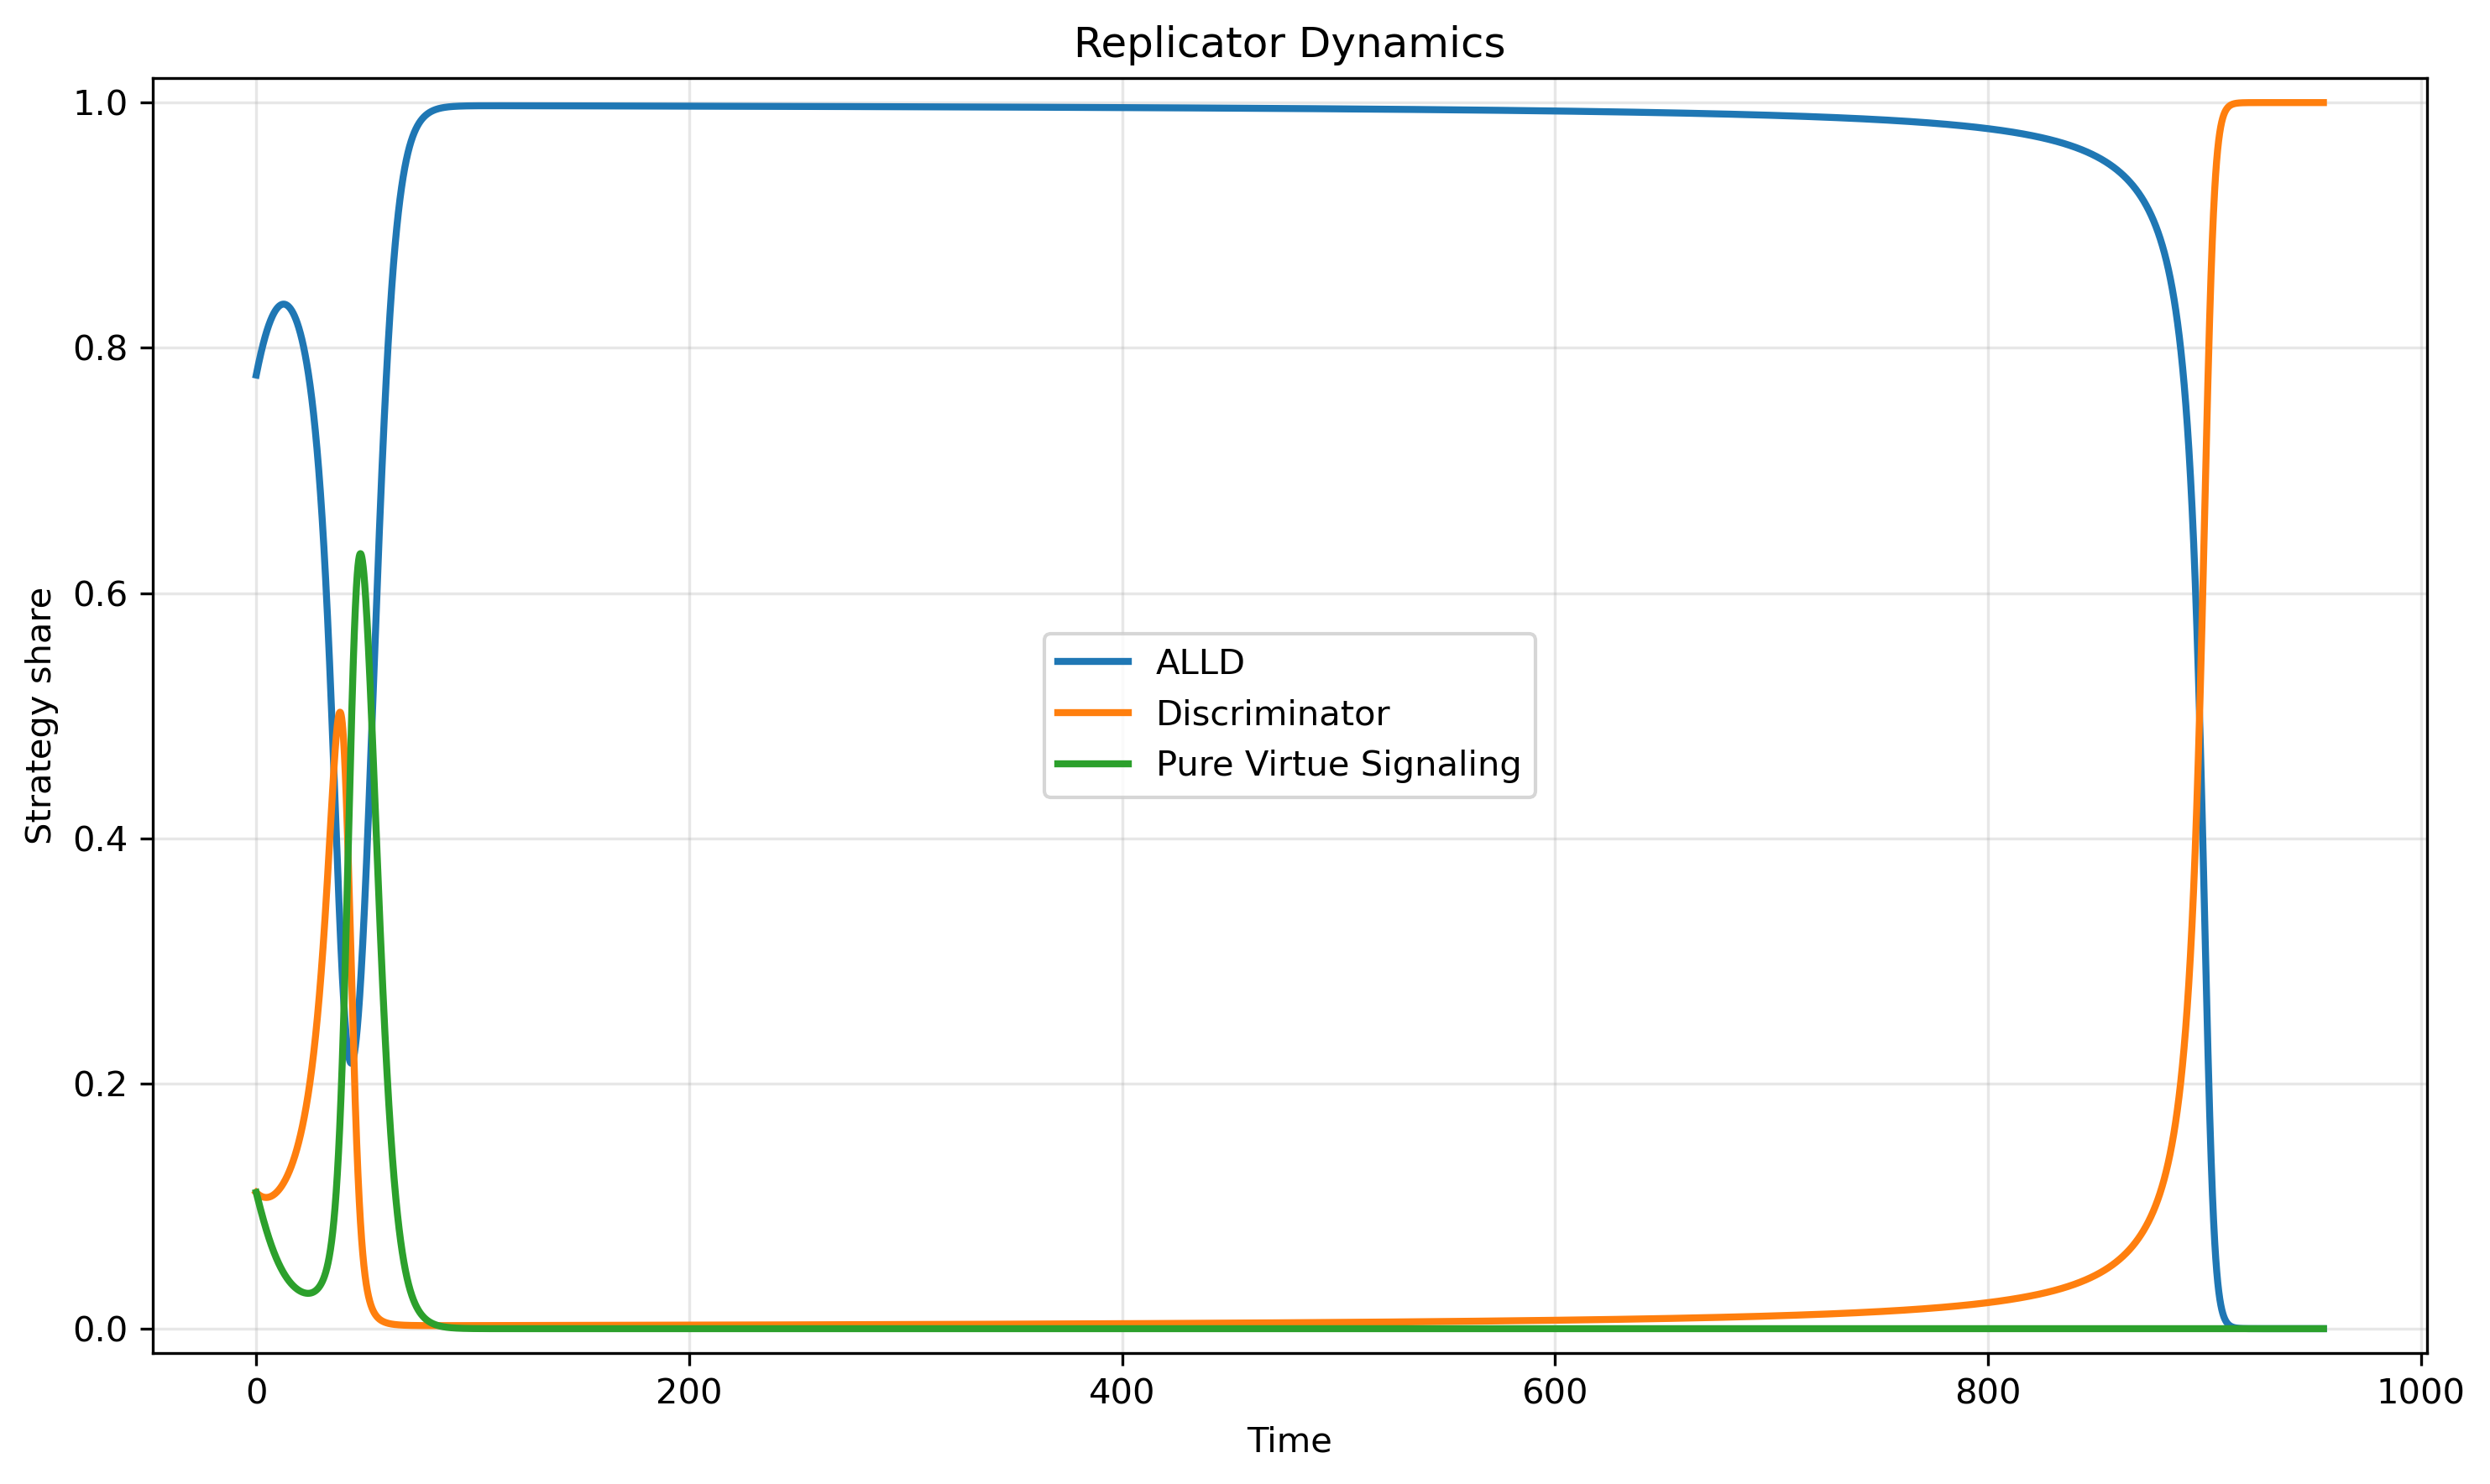 Replicator Dynamics
Strategy share
1.0
0.8
0.6
0.4
0.2
0.0
ALLD
Discriminator
Pure Virtue Signaling
0
200
400
600
800
1000
Time